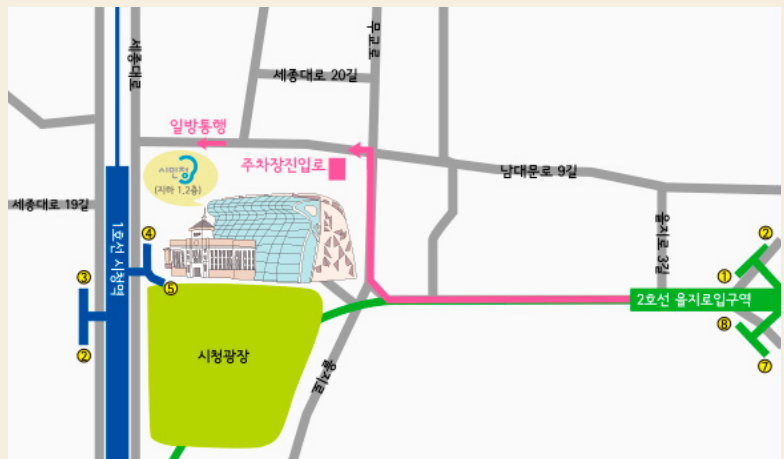 세종대로
무교로
세종대로 20길
일방통행
시민청
(지하 1,2층)
주차장진입로
남대문로 9길
세종대로 19길
1호선 시청역
④
⑤
③
②
을지로 3길
②
①
2호선 을지로입구역
⑧
⑦
시청광장
을지로